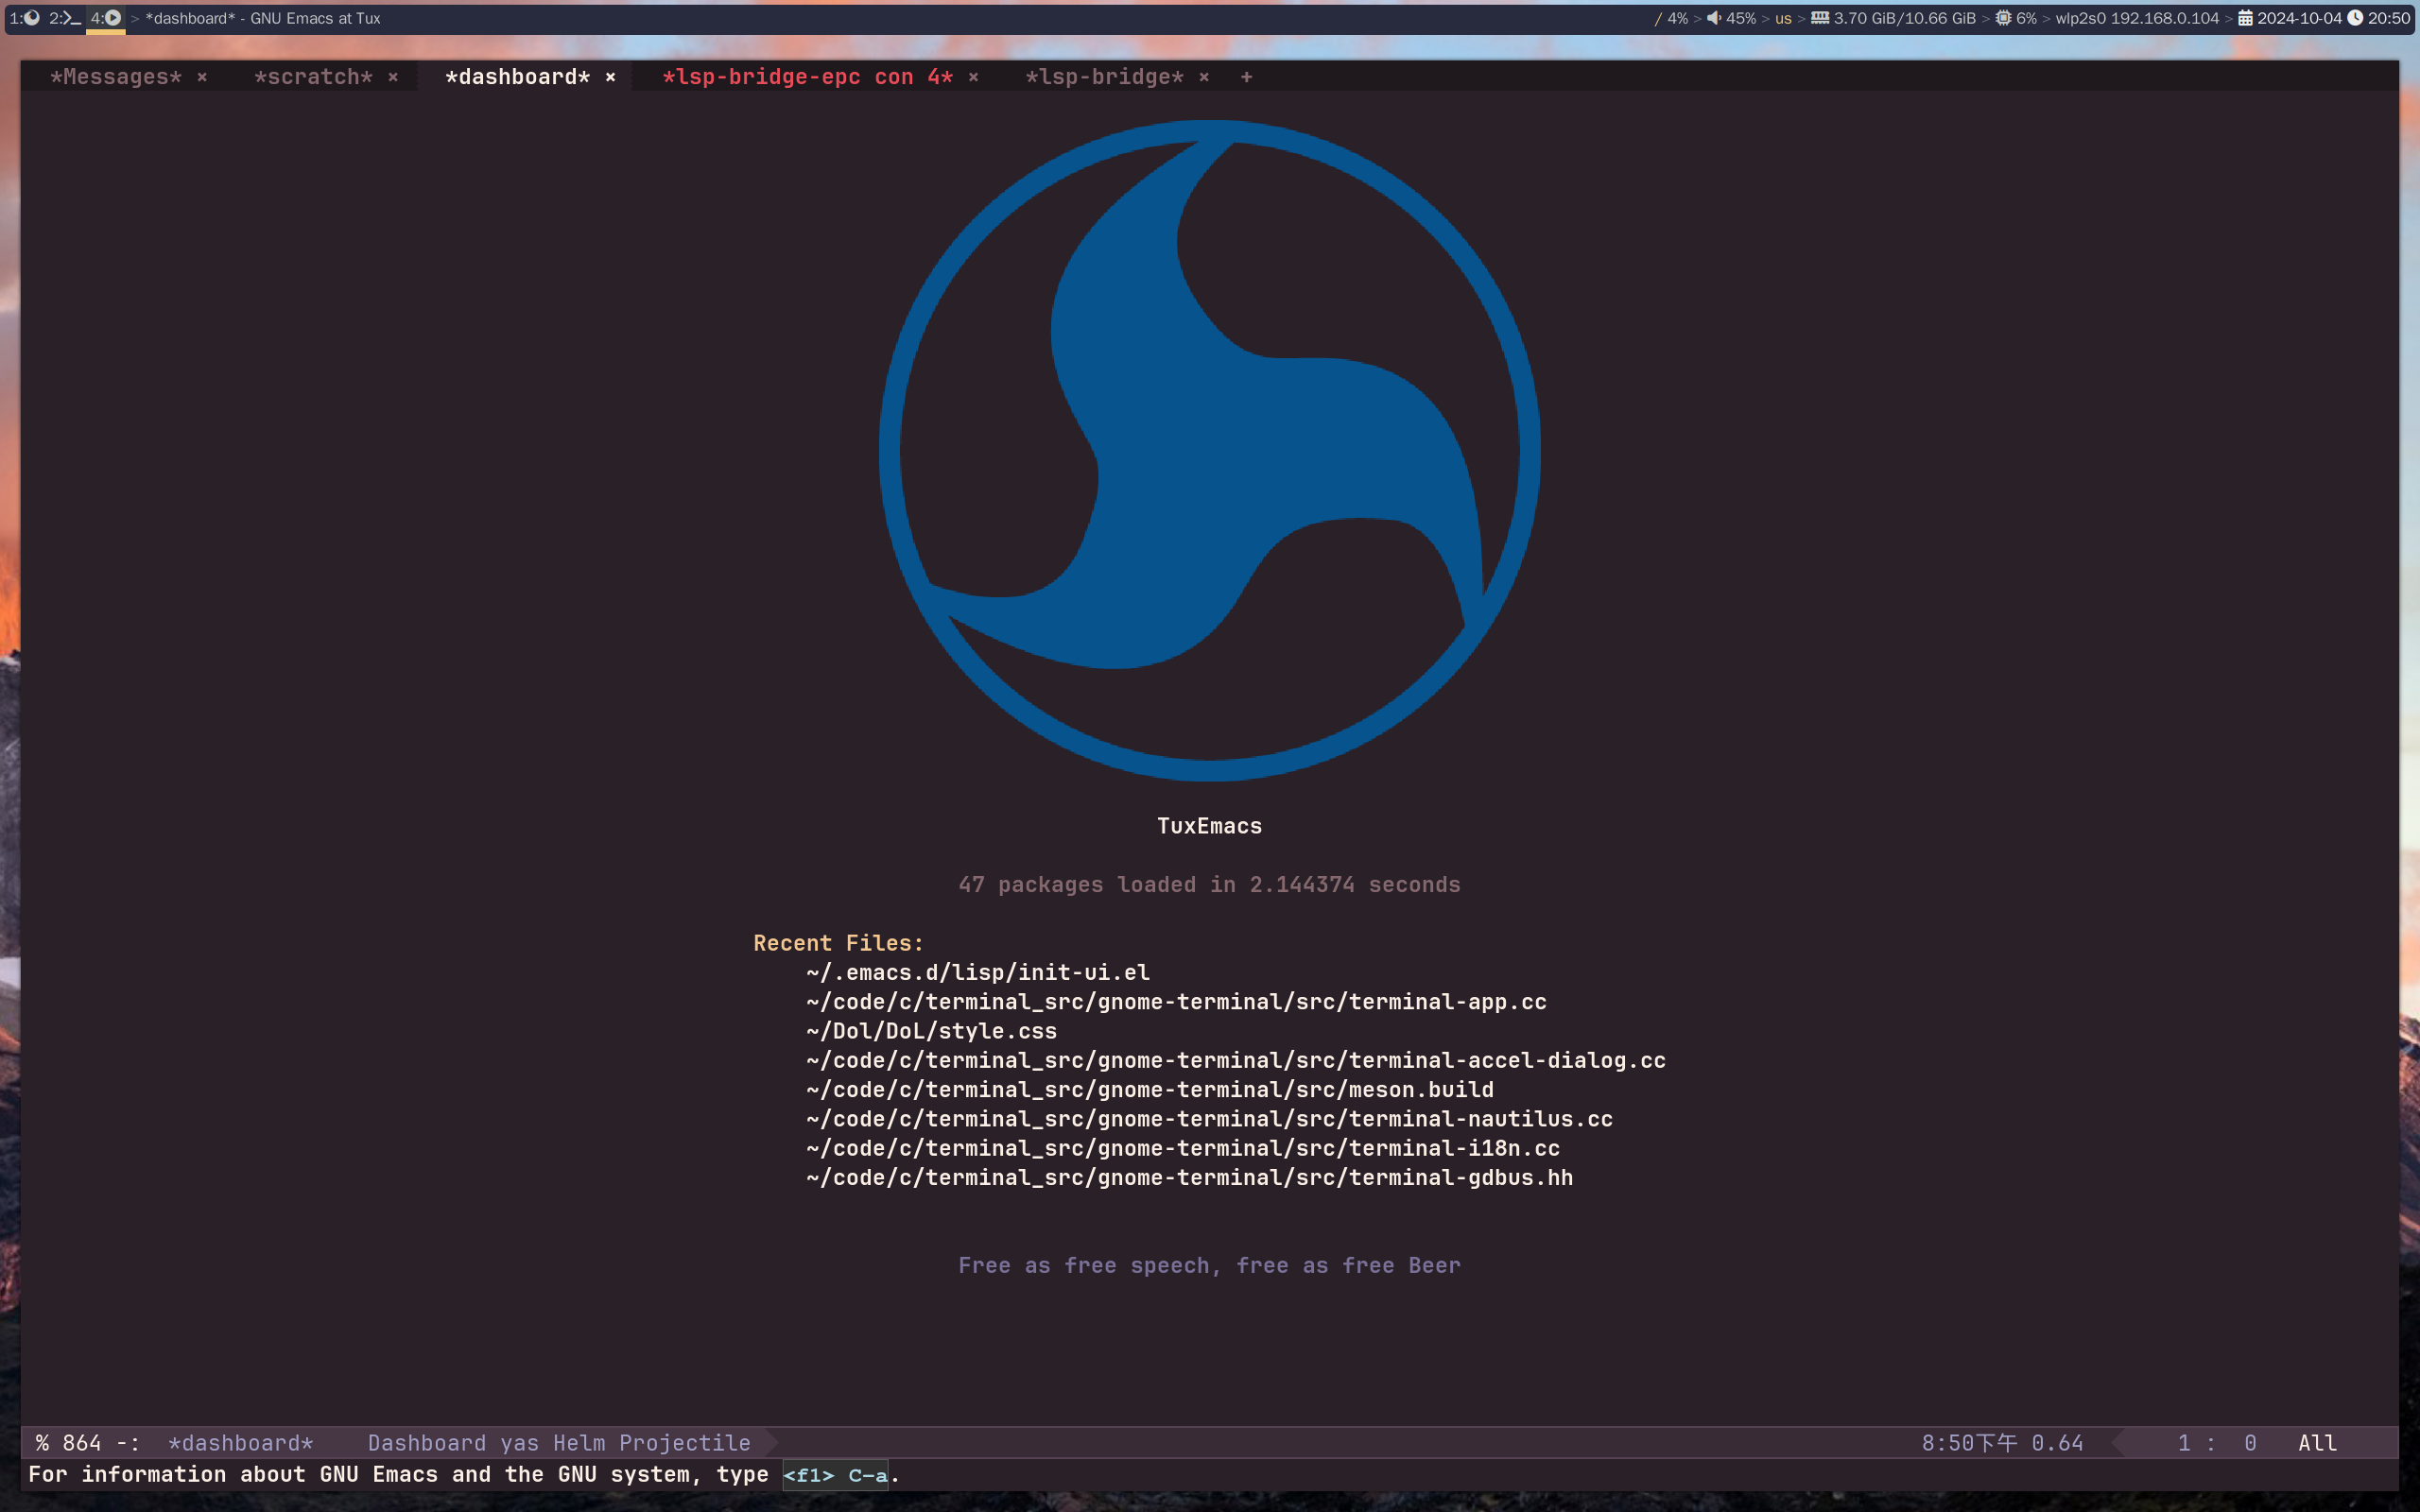 1: 2: 4: > *dashboard* - GNU Emacs at Tux / 4% > 45% > us > 3.70 GiB/10.66 GiB > 6% > wlp2s0 192.168.0.104 > 2024-10-04 20:50
*Messages* × *scratch* × *dashboard* × *lsp-bridge-epc con 4* × *lsp-bridge* × +
TuxEmacs
47 packages loaded in 2.144374 seconds
Recent Files:
~/.emacs.d/lisp/init-ui.el
~/code/c/terminal_src/gnome-terminal/src/terminal-app.cc
~/Dol/DoL/style.css
~/code/c/terminal_src/gnome-terminal/src/terminal-accel-dialog.cc
~/code/c/terminal_src/gnome-terminal/src/meson.build
~/code/c/terminal_src/gnome-terminal/src/terminal-nautilus.cc
~/code/c/terminal_src/gnome-terminal/src/terminal-i18n.cc
~/code/c/terminal_src/gnome-terminal/src/terminal-gdbus.hh
Free as free speech, free as free Beer
% 864 -: *dashboard* Dashboard yas Helm Projectile 8:50下午 0.64 1 : 0 All
For information about GNU Emacs and the GNU system, type <f1> C-a.